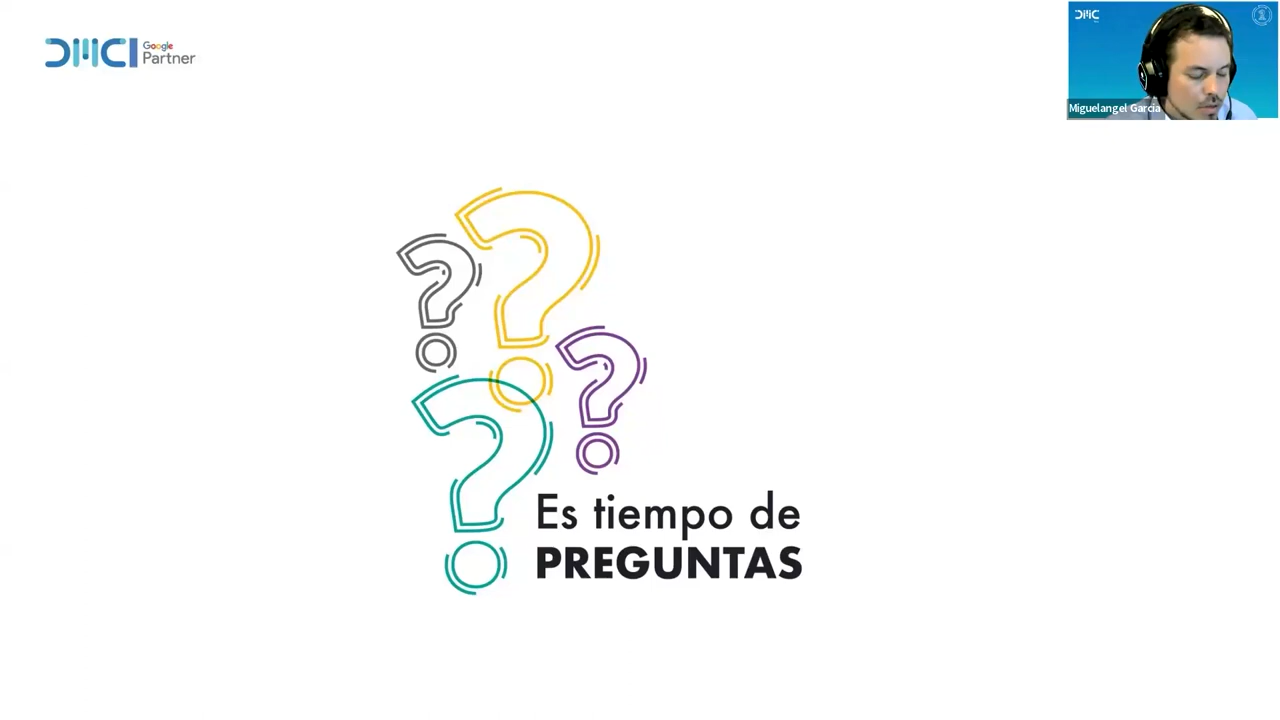 DMC
Google
Partner
DMC
Miguelangel Garcia
Es tiempo de
PREGUNTAS